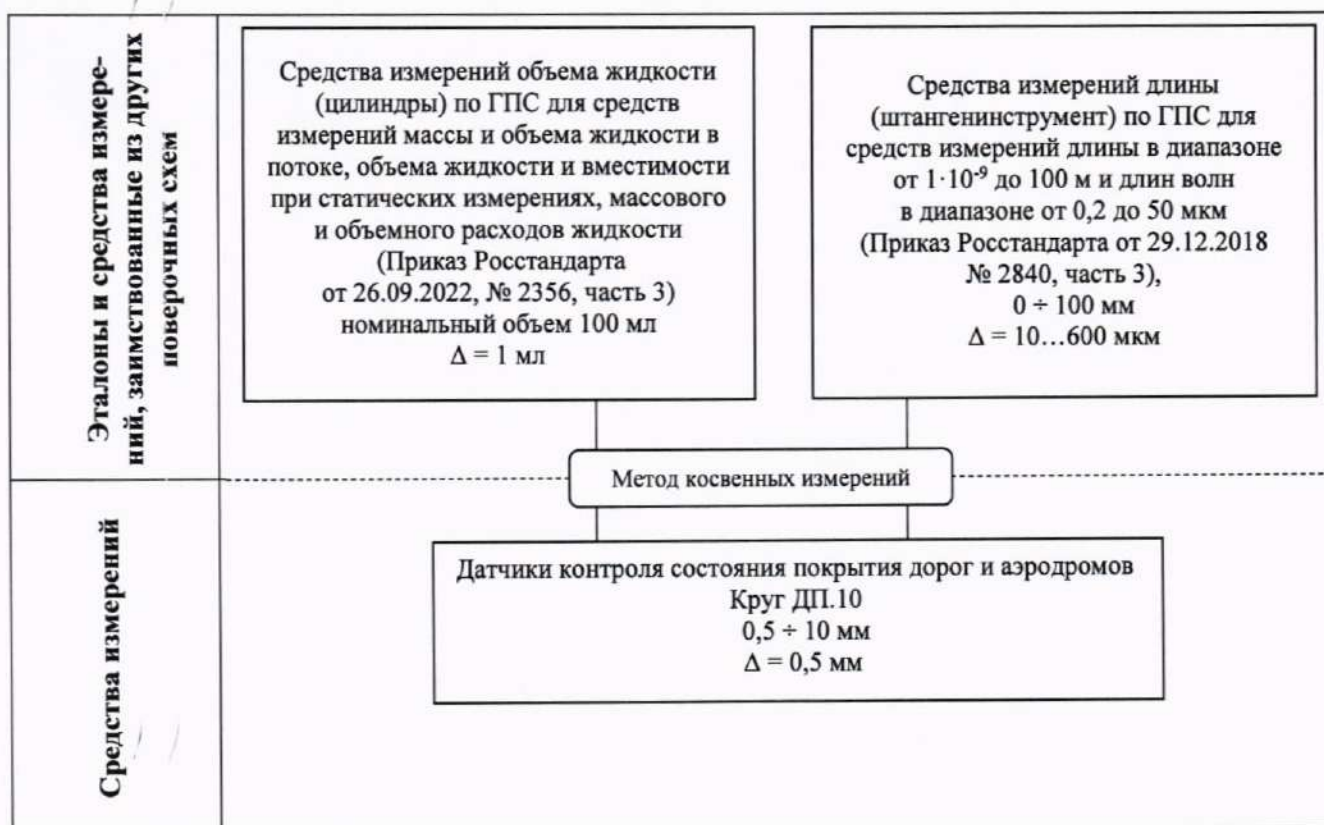 Эталоны и средства измере-
ний, заимствованные из других
поверочных схем
Средства измерений объема жидкости
(цилиндры) по ГПС для средств
измерений массы и объема жидкости в
потоке, объема жидкости и вместимости
при статических измерениях, массового
и объемного расходов жидкости
(Приказ Росстандарта
от 26.09.2022, № 2356, часть 3)
номинальный объем 100 мл
Δ = 1 мл
Средства измерений длины
(штангенинструмент) по ГПС для
средств измерений длины в диапазоне
от 1·10⁻⁹ до 100 м и длин волн
в диапазоне от 0,2 до 50 мкм
(Приказ Росстандарта от 29.12.2018
№ 2840, часть 3),
0 ÷ 100 мм
Δ = 10…600 мкм
Метод косвенных измерений
Средства измерений
Датчики контроля состояния покрытия дорог и аэродромов
Круг ДП.10
0,5 ÷ 10 мм
Δ = 0,5 мм